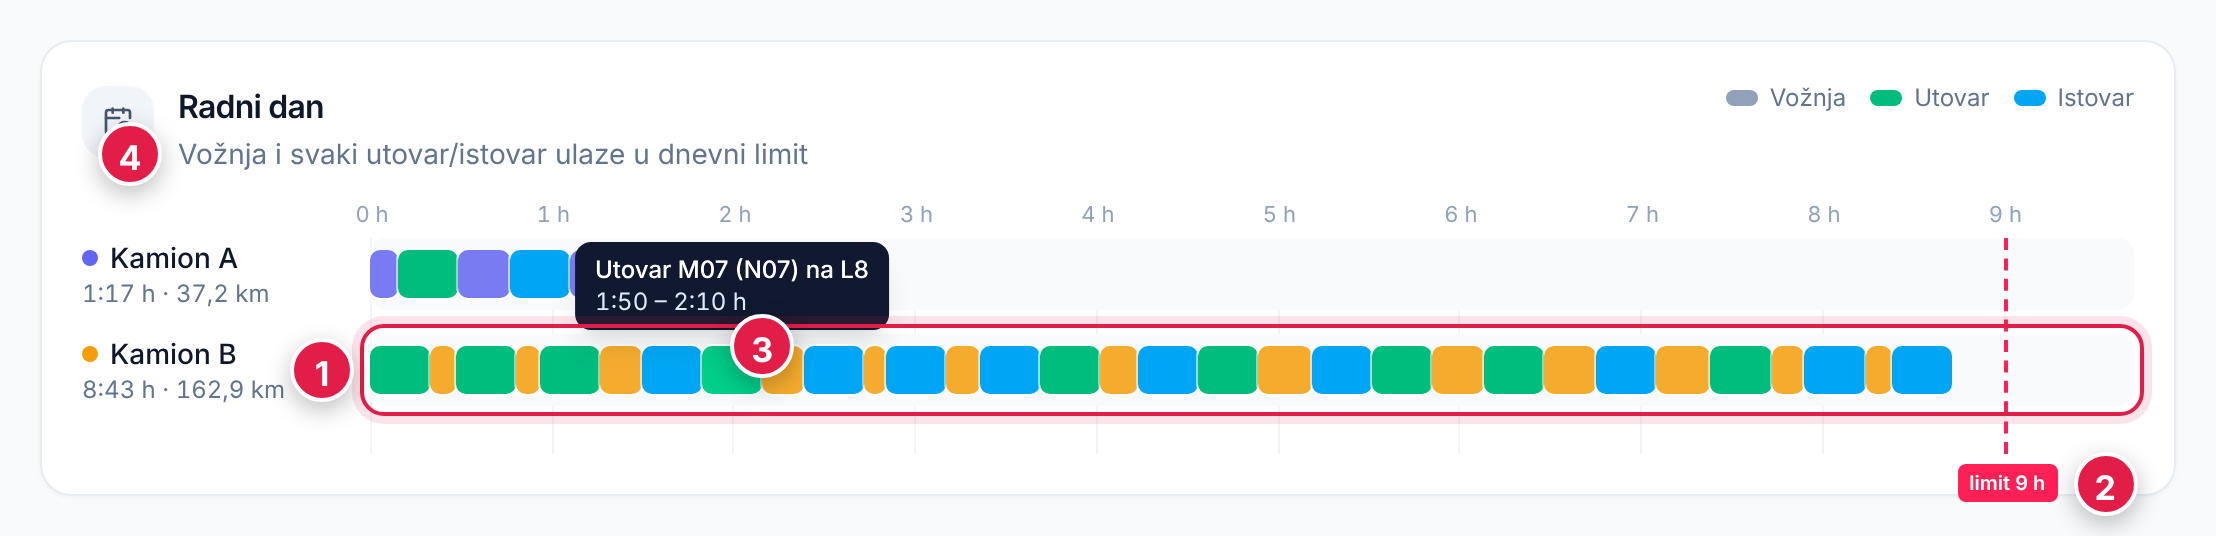 Radni dan
Vožnja i svaki utovar/istovar ulaze u dnevni limit
Vožnja
Utovar
Istovar
4
0 h
1 h
2 h
3 h
4 h
5 h
6 h
7 h
8 h
9 h
Kamion A
1:17 h · 37,2 km
Utovar M07 (N07) na L8
1:50 – 2:10 h
Kamion B
8:43 h · 162,9 km
1
3
limit 9 h
2